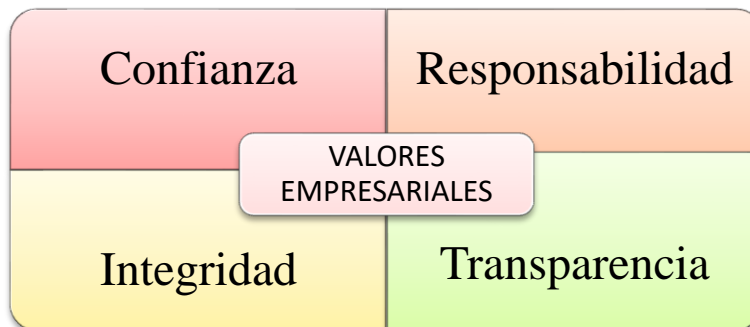 Confianza
Responsabilidad
VALORES
EMPRESARIALES
Integridad
Transparencia